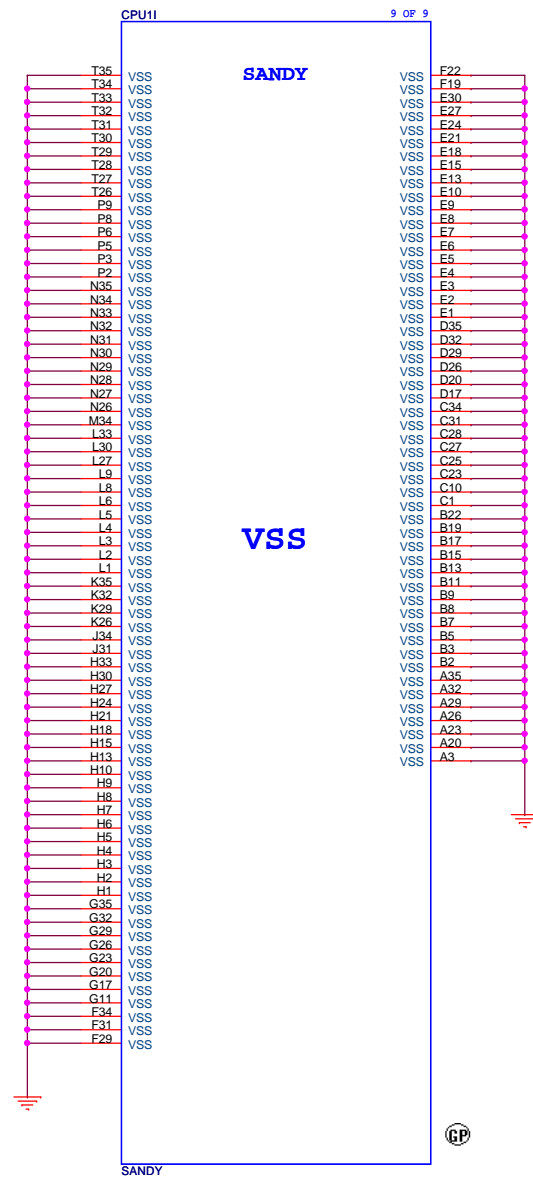 CPU1I 9 OF 9
SANDY
T35 VSS VSS F22
T34 VSS VSS F19
T33 VSS VSS E30
T32 VSS VSS E27
T31 VSS VSS E24
T30 VSS VSS E21
T29 VSS VSS E18
T28 VSS VSS E15
T27 VSS VSS E13
T26 VSS VSS E10
P9 VSS VSS E9
P8 VSS VSS E8
P6 VSS VSS E7
P5 VSS VSS E6
P3 VSS VSS E5
P2 VSS VSS E4
N35 VSS VSS E3
N34 VSS VSS E2
N33 VSS VSS E1
N32 VSS VSS D35
N31 VSS VSS D32
N30 VSS VSS D29
N29 VSS VSS D26
N28 VSS VSS D20
N27 VSS VSS D17
N26 VSS VSS C34
M34 VSS VSS C31
L33 VSS VSS C28
L30 VSS VSS C27
L27 VSS VSS C25
L9 VSS VSS C23
L8 VSS VSS C10
L6 VSS VSS C1
L5 VSS VSS B22
L4 VSS VSS B19
VSS
L3 VSS VSS B17
L2 VSS VSS B15
L1 VSS VSS B13
K35 VSS VSS B11
K32 VSS VSS B9
K29 VSS VSS B8
K26 VSS VSS B7
J34 VSS VSS B5
J31 VSS VSS B3
H33 VSS VSS B2
H30 VSS VSS A35
H27 VSS VSS A32
H24 VSS VSS A29
H21 VSS VSS A26
H18 VSS VSS A23
H15 VSS VSS A20
H13 VSS VSS A3
H10 VSS
H9 VSS
H8 VSS
H7 VSS
H6 VSS
H5 VSS
H4 VSS
H3 VSS
H2 VSS
H1 VSS
G35 VSS
G32 VSS
G29 VSS
G26 VSS
G23 VSS
G20 VSS
G17 VSS
G11 VSS
F34 VSS
F31 VSS
F29 VSS
GP
SANDY